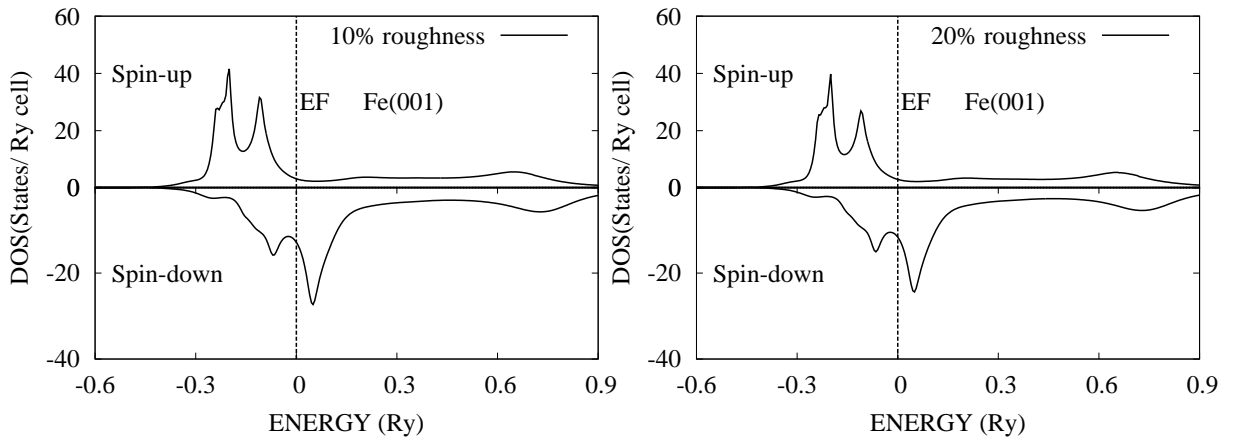 60
10% roughness
Spin-up
40
EF Fe(001)
20
0
-20
Spin-down
-40
-0.6 -0.3 0 0.3 0.6 0.9
ENERGY (Ry)
DOS(States/ Ry cell)
60
20% roughness
Spin-up
40
EF Fe(001)
20
0
-20
Spin-down
-40
-0.6 -0.3 0 0.3 0.6 0.9
ENERGY (Ry)
DOS(States/ Ry cell)